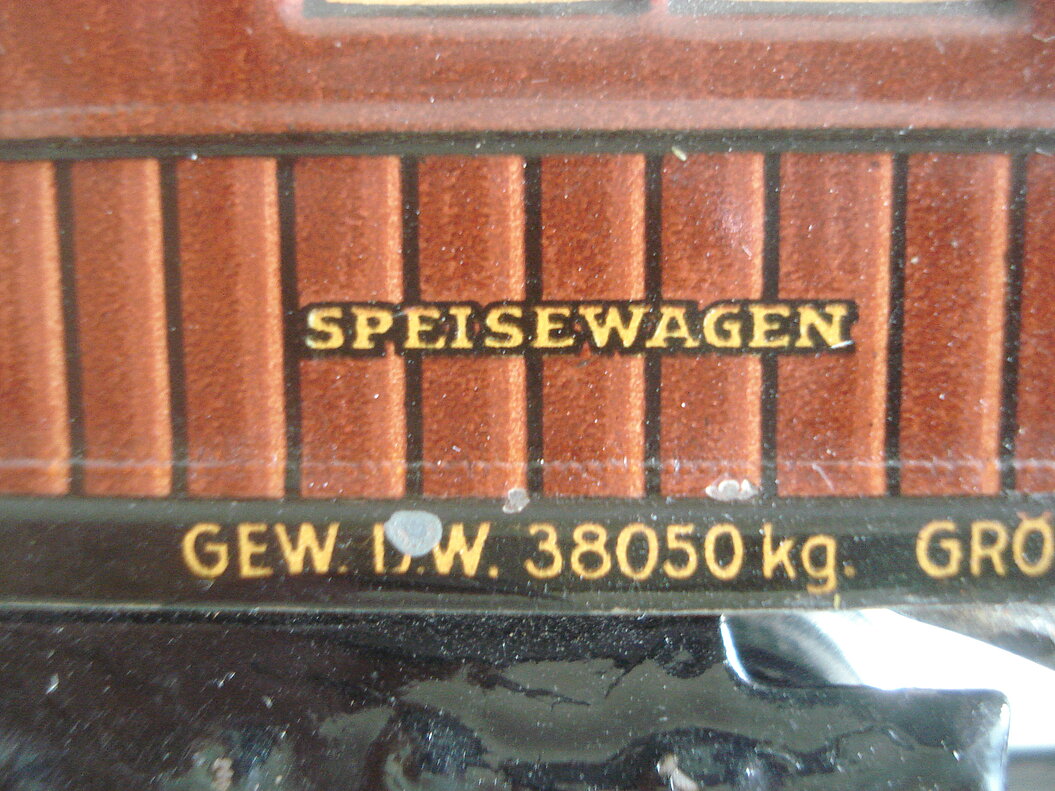 SPEISEWAGEN
GEW. D.W. 38050 kg. GRÖ